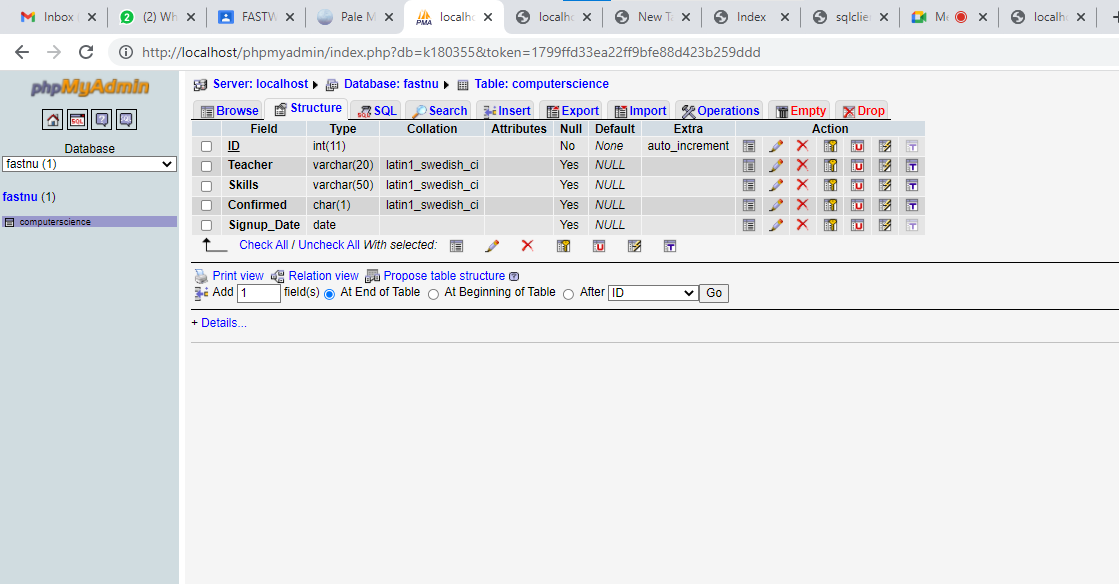 Inbox (2) Wh FASTW Pale M localh localh New Ta Index sqlclie Me localh
http://localhost/phpmyadmin/index.php?db=k180355&token=1799ffd33ea22ff9bfe88d423b259ddd
phpMyAdmin
Database
fastnu (1)
fastnu (1)
computerscience
Server: localhost Database: fastnu Table: computerscience
Browse Structure SQL Search Insert Export Import Operations Empty Drop
Field Type Collation Attributes Null Default Extra Action
ID int(11) No None auto_increment
Teacher varchar(20) latin1_swedish_ci Yes NULL
Skills varchar(50) latin1_swedish_ci Yes NULL
Confirmed char(1) latin1_swedish_ci Yes NULL
Signup_Date date Yes NULL
Check All / Uncheck All With selected:
Print view Relation view Propose table structure
Add 1 field(s) At End of Table At Beginning of Table After ID Go
+ Details...